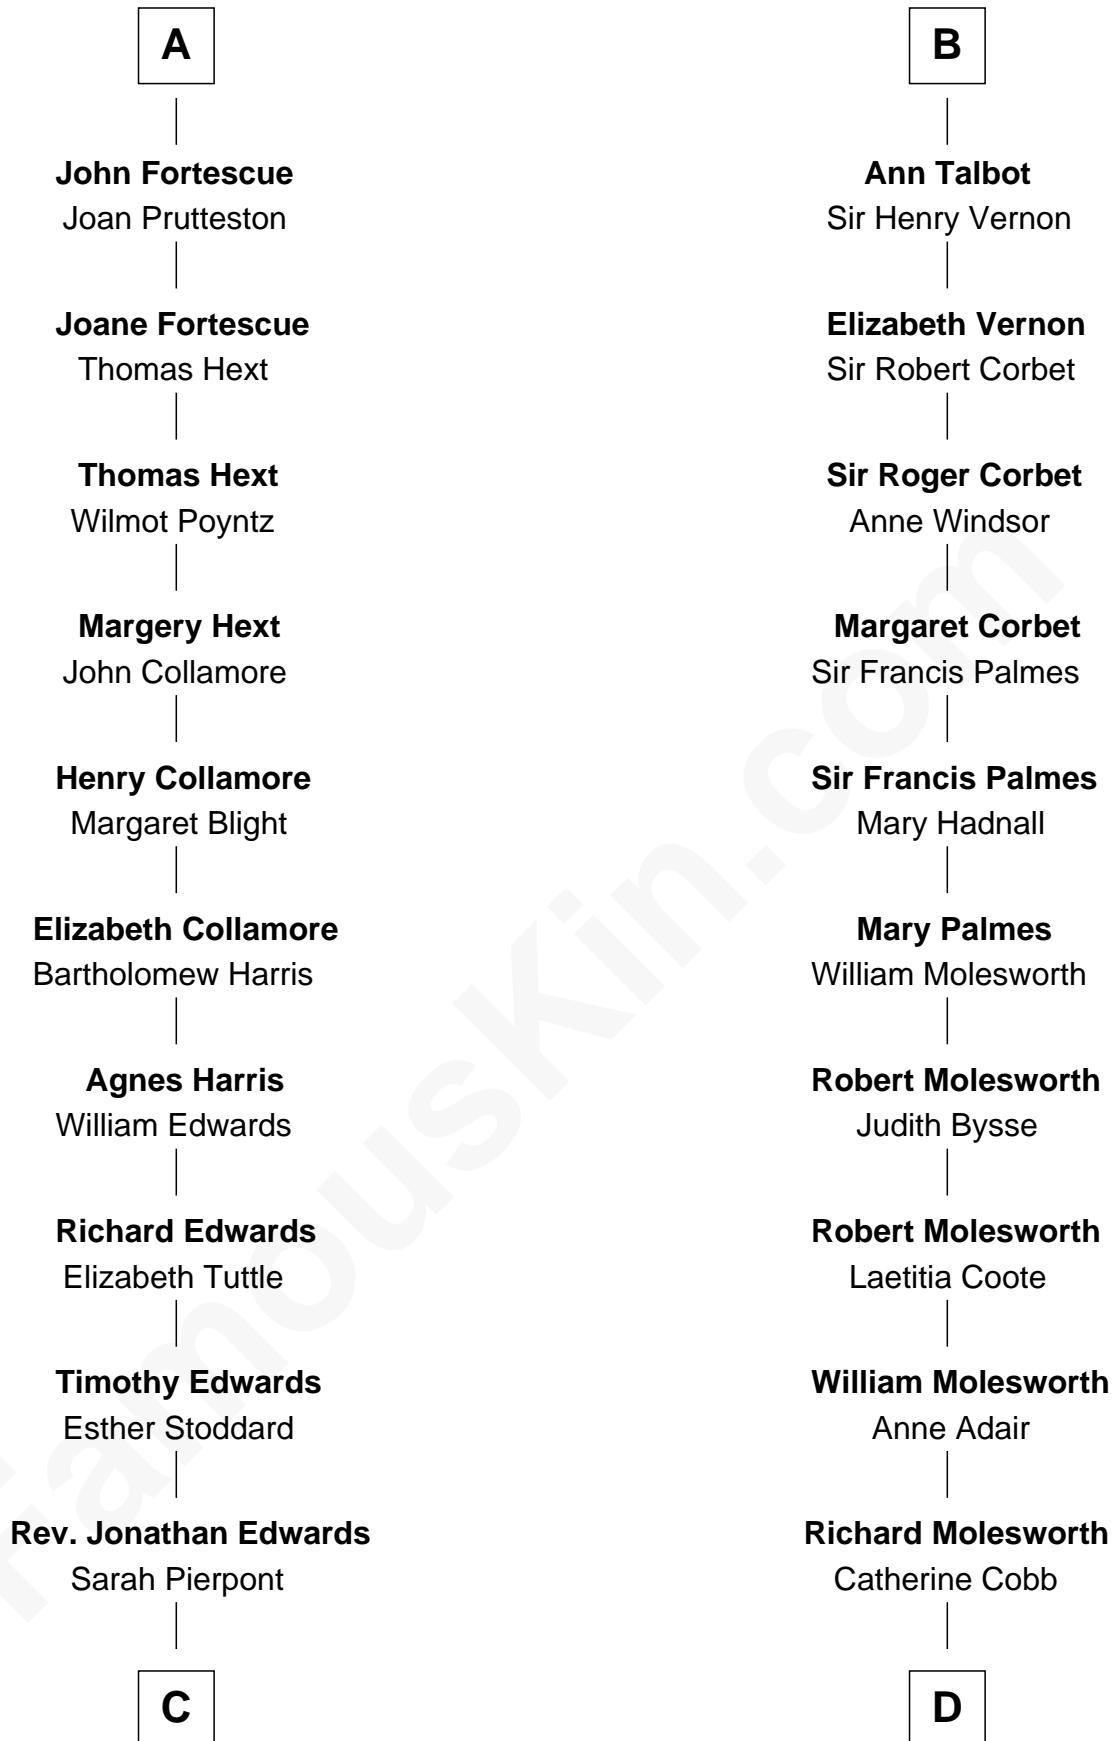 A
John Fortescue
Joan Prutteston
Joane Fortescue
Thomas Hext
Thomas Hext
Wilmot Poyntz
Margery Hext
John Collamore
Henry Collamore
Margaret Blight
Elizabeth Collamore
Bartholomew Harris
Agnes Harris
William Edwards
Richard Edwards
Elizabeth Tuttle
Timothy Edwards
Esther Stoddard
Rev. Jonathan Edwards
Sarah Pierpont
C
B
Ann Talbot
Sir Henry Vernon
Elizabeth Vernon
Sir Robert Corbet
Sir Roger Corbet
Anne Windsor
Margaret Corbet
Sir Francis Palmes
Sir Francis Palmes
Mary Hadnall
Mary Palmes
William Molesworth
Robert Molesworth
Judith Bysse
Robert Molesworth
Laetitia Coote
William Molesworth
Anne Adair
Richard Molesworth
Catherine Cobb
D
FamousKin.com